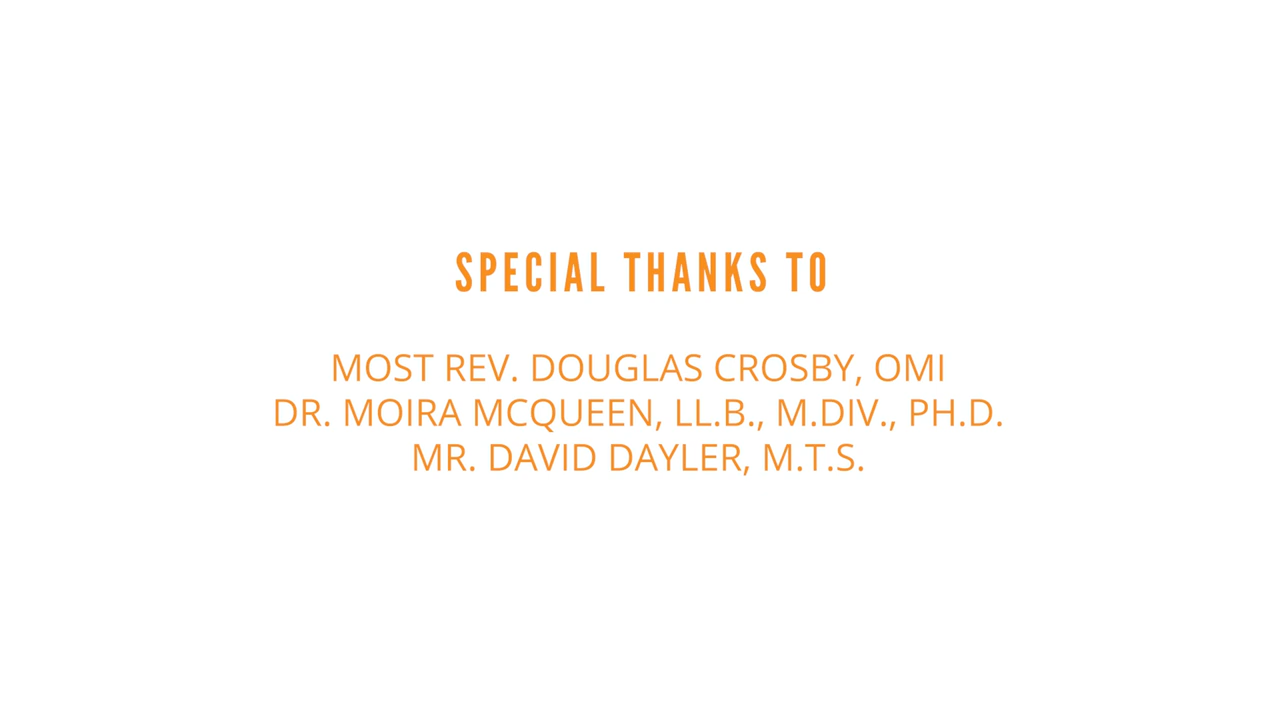 SPECIAL THANKS TO
MOST REV. DOUGLAS CROSBY, OMI
DR. MOIRA MCQUEEN, LL.B., M.DIV., PH.D.
MR. DAVID DAYLER, M.T.S.